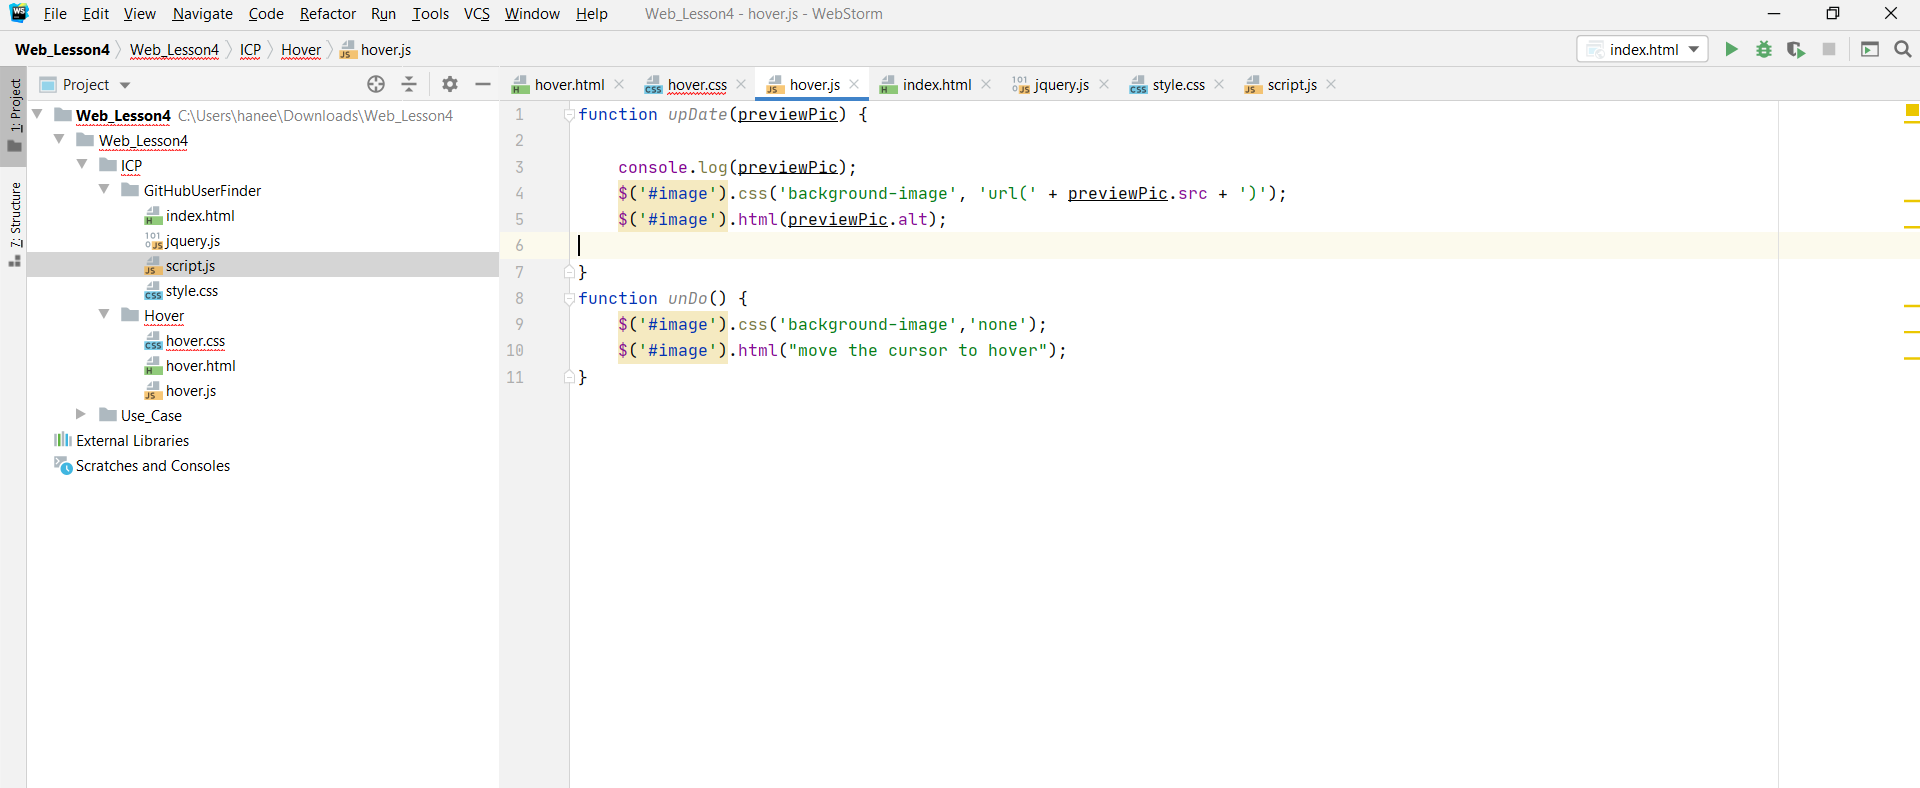 WS File Edit View Navigate Code Refactor Run Tools VCS Window Help Web_Lesson4 - hover.js - WebStorm
Web_Lesson4 Web_Lesson4 ICP Hover hover.js index.html
1: Project
7: Structure
Project
Web_Lesson4 C:\Users\hanee\Downloads\Web_Lesson4
Web_Lesson4
ICP
GitHubUserFinder
index.html
jquery.js
script.js
style.css
Hover
hover.css
hover.html
hover.js
Use_Case
External Libraries
Scratches and Consoles
hover.html hover.css hover.js index.html jquery.js style.css script.js
1 function upDate(previewPic) {
2
3 console.log(previewPic);
4 $('#image').css('background-image', 'url(' + previewPic.src + ')');
5 $('#image').html(previewPic.alt);
6
7 }
8 function unDo() {
9 $('#image').css('background-image','none');
10 $('#image').html("move the cursor to hover");
11 }